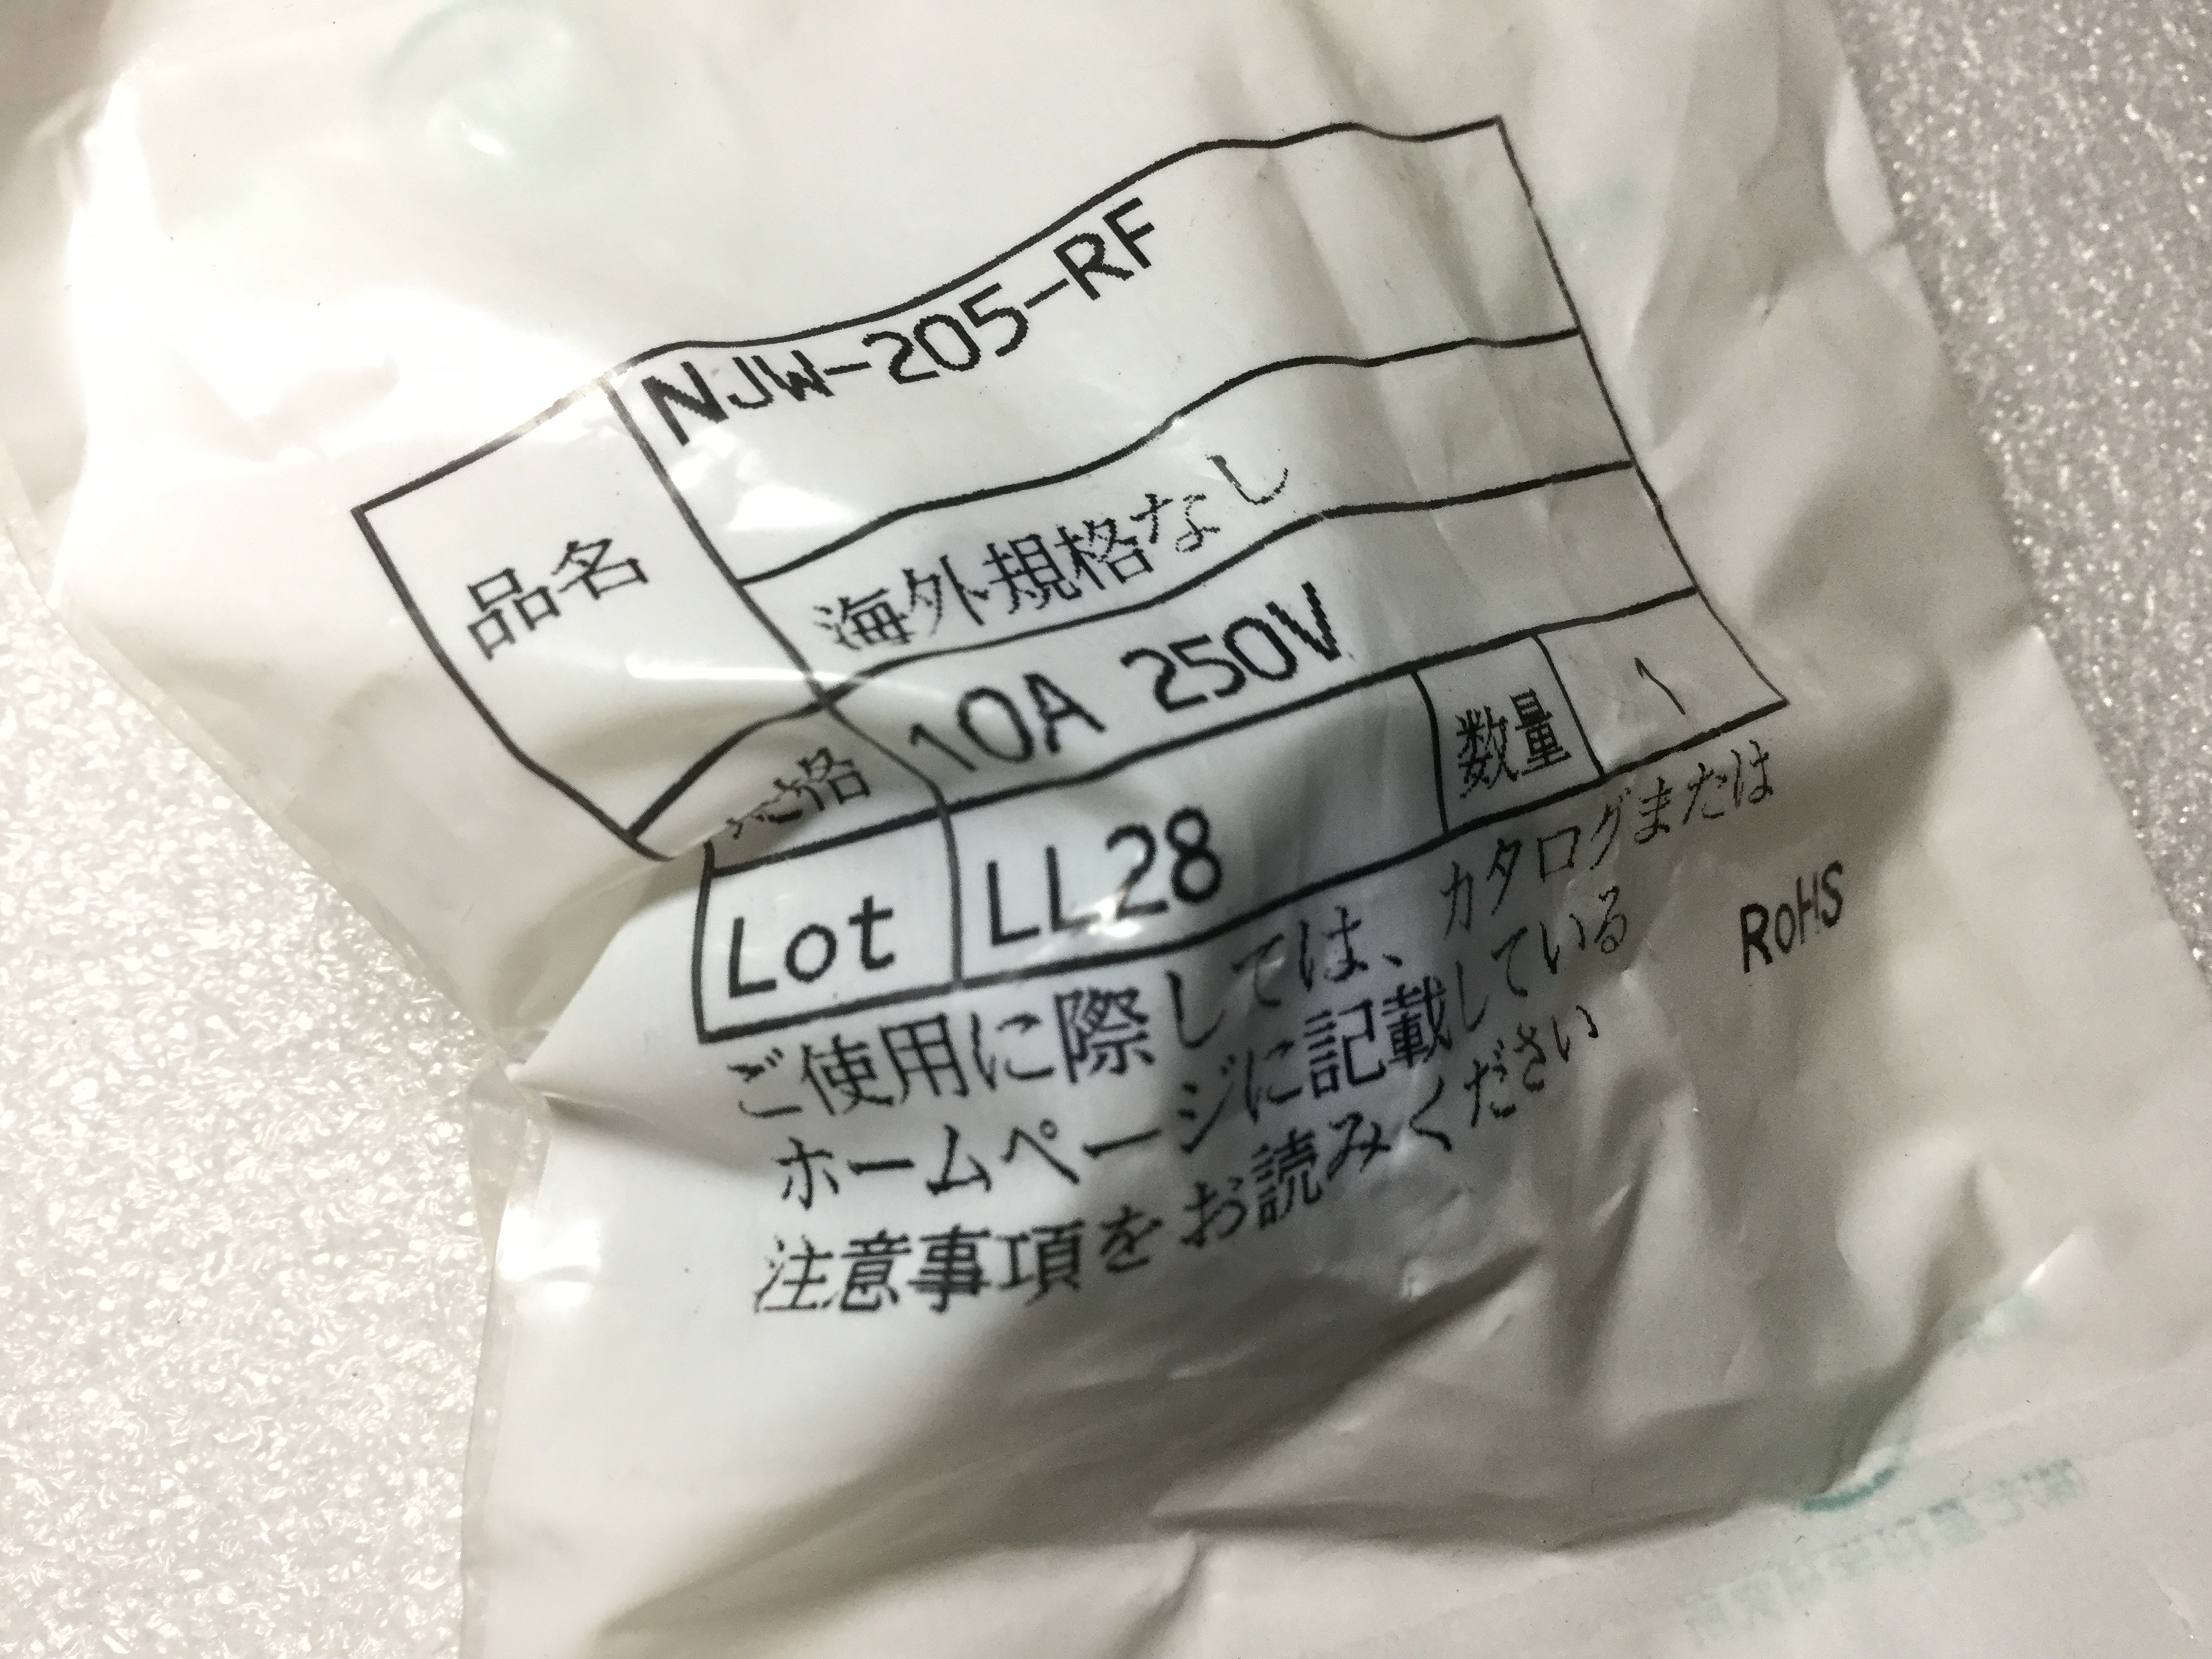 品名 NJW-205-RF
海外規格なし
定格 10A 250V
Lot LL28 数量 1
ご使用に際しては、カタログまたは
ホームページに記載している
注意事項をお読みください
RoHS